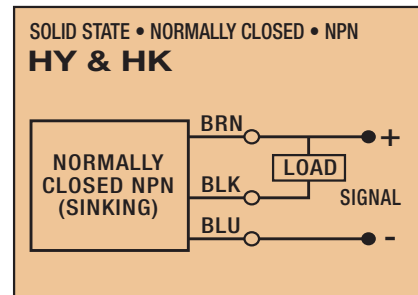 SOLID STATE • NORMALLY CLOSED • NPN
HY & HK
BRN
+
NORMALLY
CLOSED NPN
(SINKING)
LOAD
BLK
SIGNAL
BLU
-